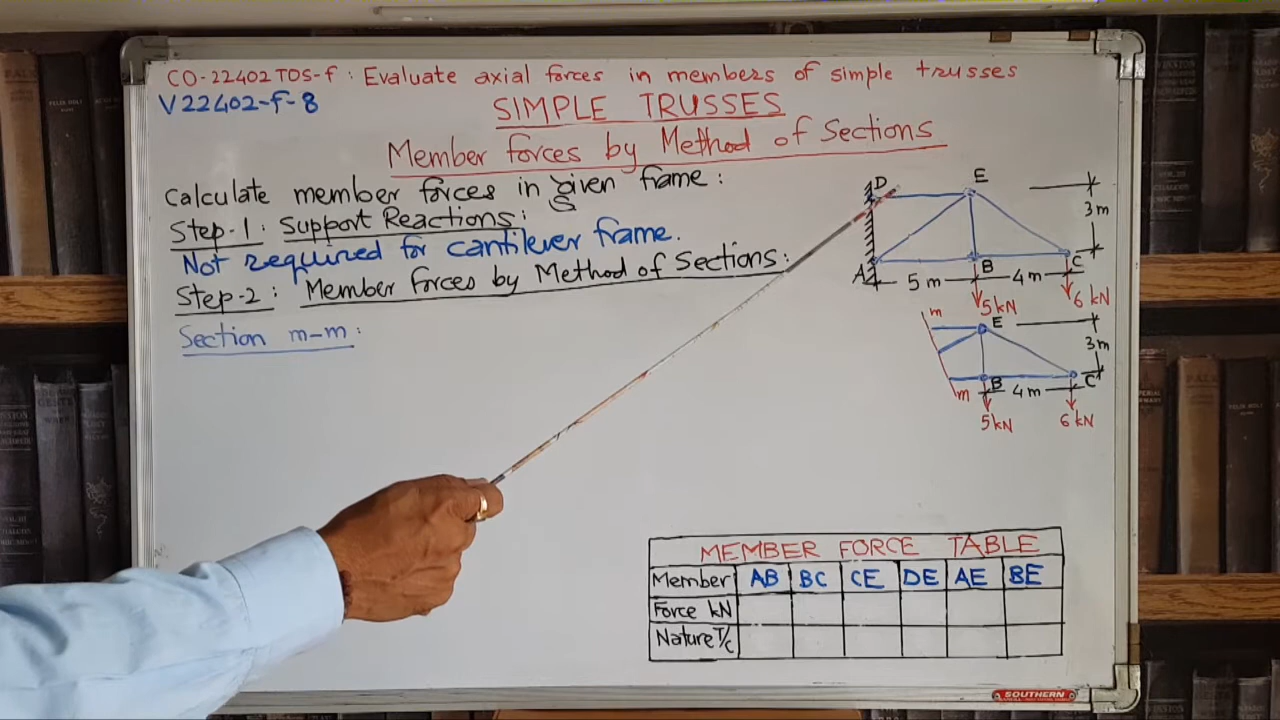 CO-22402 TOS-f : Evaluate axial forces in members of simple trusses
V22402-f-8
SIMPLE TRUSSES
Member forces by Method of Sections
Calculate member forces in given frame :
Step-1 : Support Reactions :
Not required for cantilever frame.
Step-2 : Member Forces by Method of Sections :
Section m-m :
D
E
3 m
A
B
C
5 m
4 m
5 kN
6 kN
m
E
3 m
m
B
4 m
C
5 kN
6 kN
MEMBER FORCE TABLE
Member AB BC CE DE AE BE
Force kN
Nature T/C
SOUTHERN